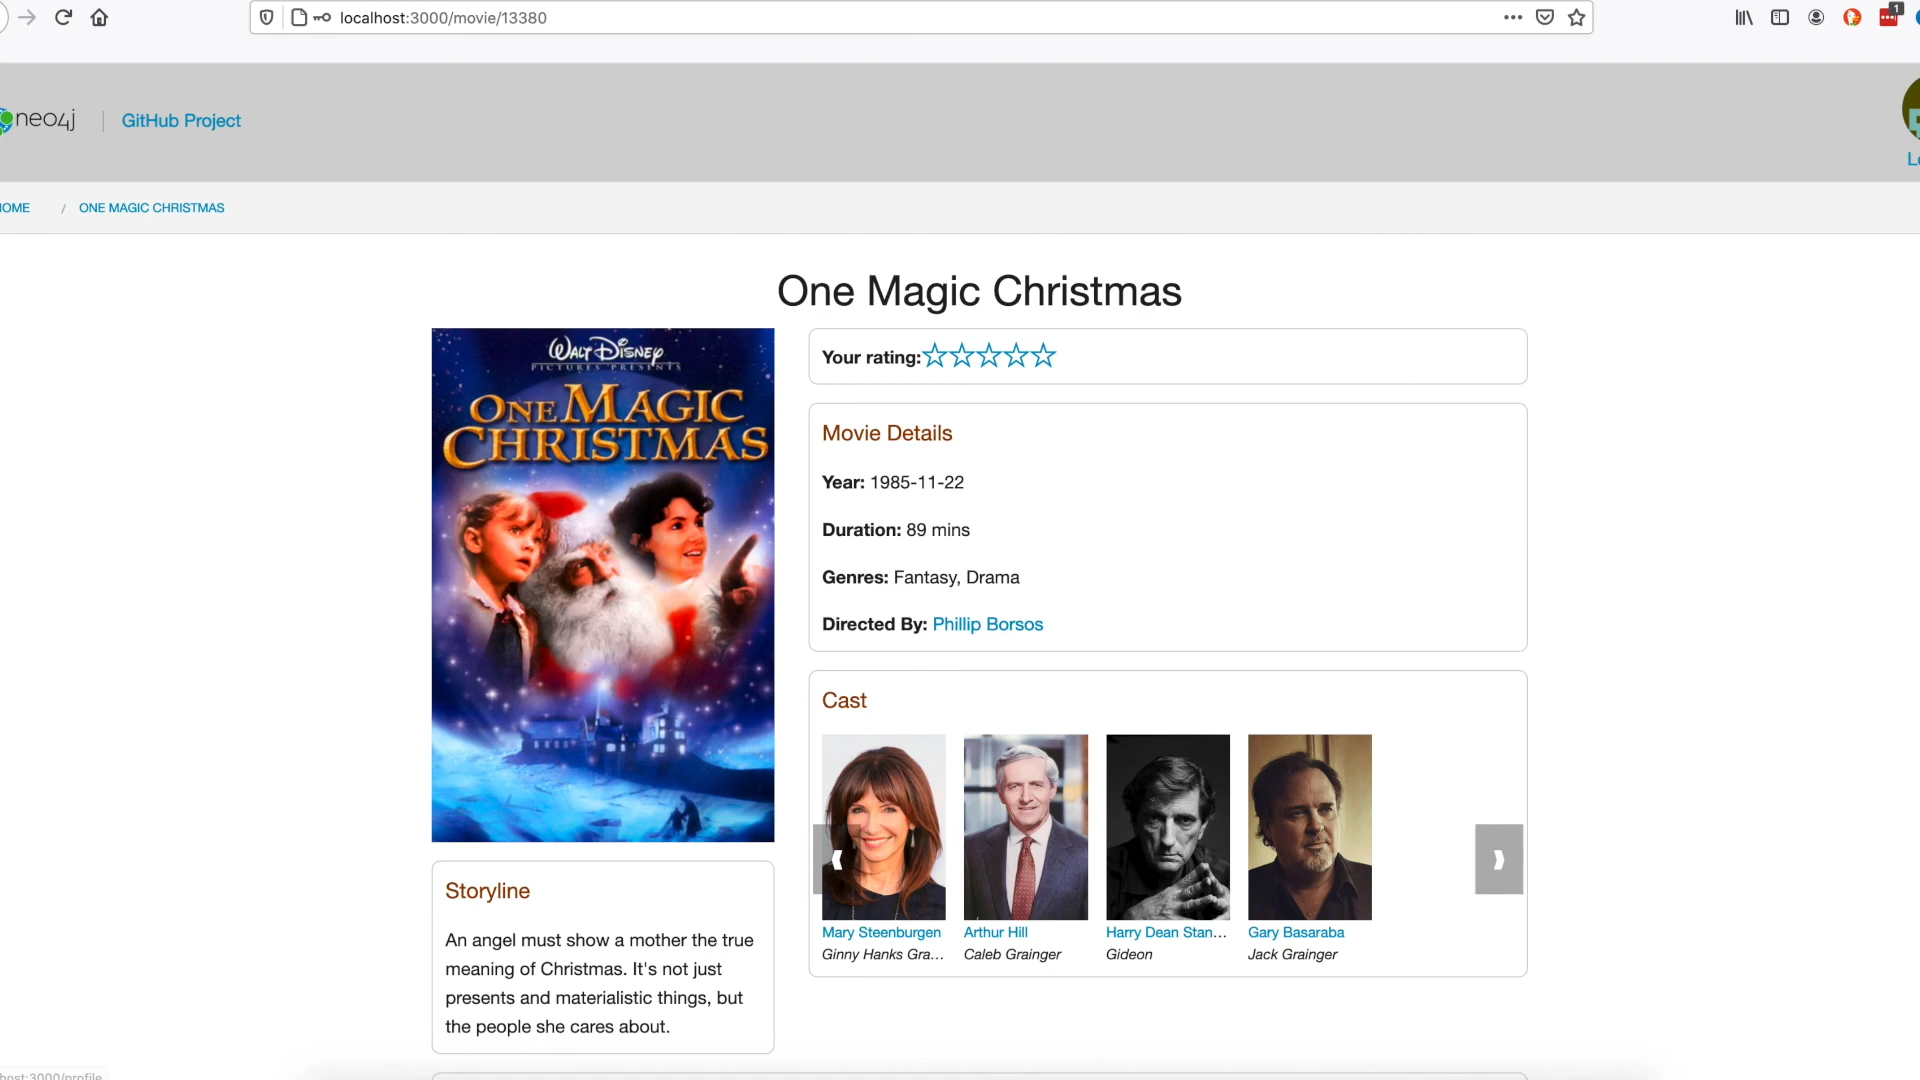 localhost:3000/movie/13380
1
neo4j
GitHub Project
OME / ONE MAGIC CHRISTMAS
One Magic Christmas
WALT DISNEY
PICTURES PRESENTS
ONE MAGIC
CHRISTMAS
Your rating:
Movie Details
Year: 1985-11-22
Duration: 89 mins
Genres: Fantasy, Drama
Directed By: Phillip Borsos
Cast
Mary Steenburgen
Ginny Hanks Gra...
Arthur Hill
Caleb Grainger
Harry Dean Stan...
Gideon
Gary Basaraba
Jack Grainger
Storyline
An angel must show a mother the true
meaning of Christmas. It's not just
presents and materialistic things, but
the people she cares about.
host:3000/profile